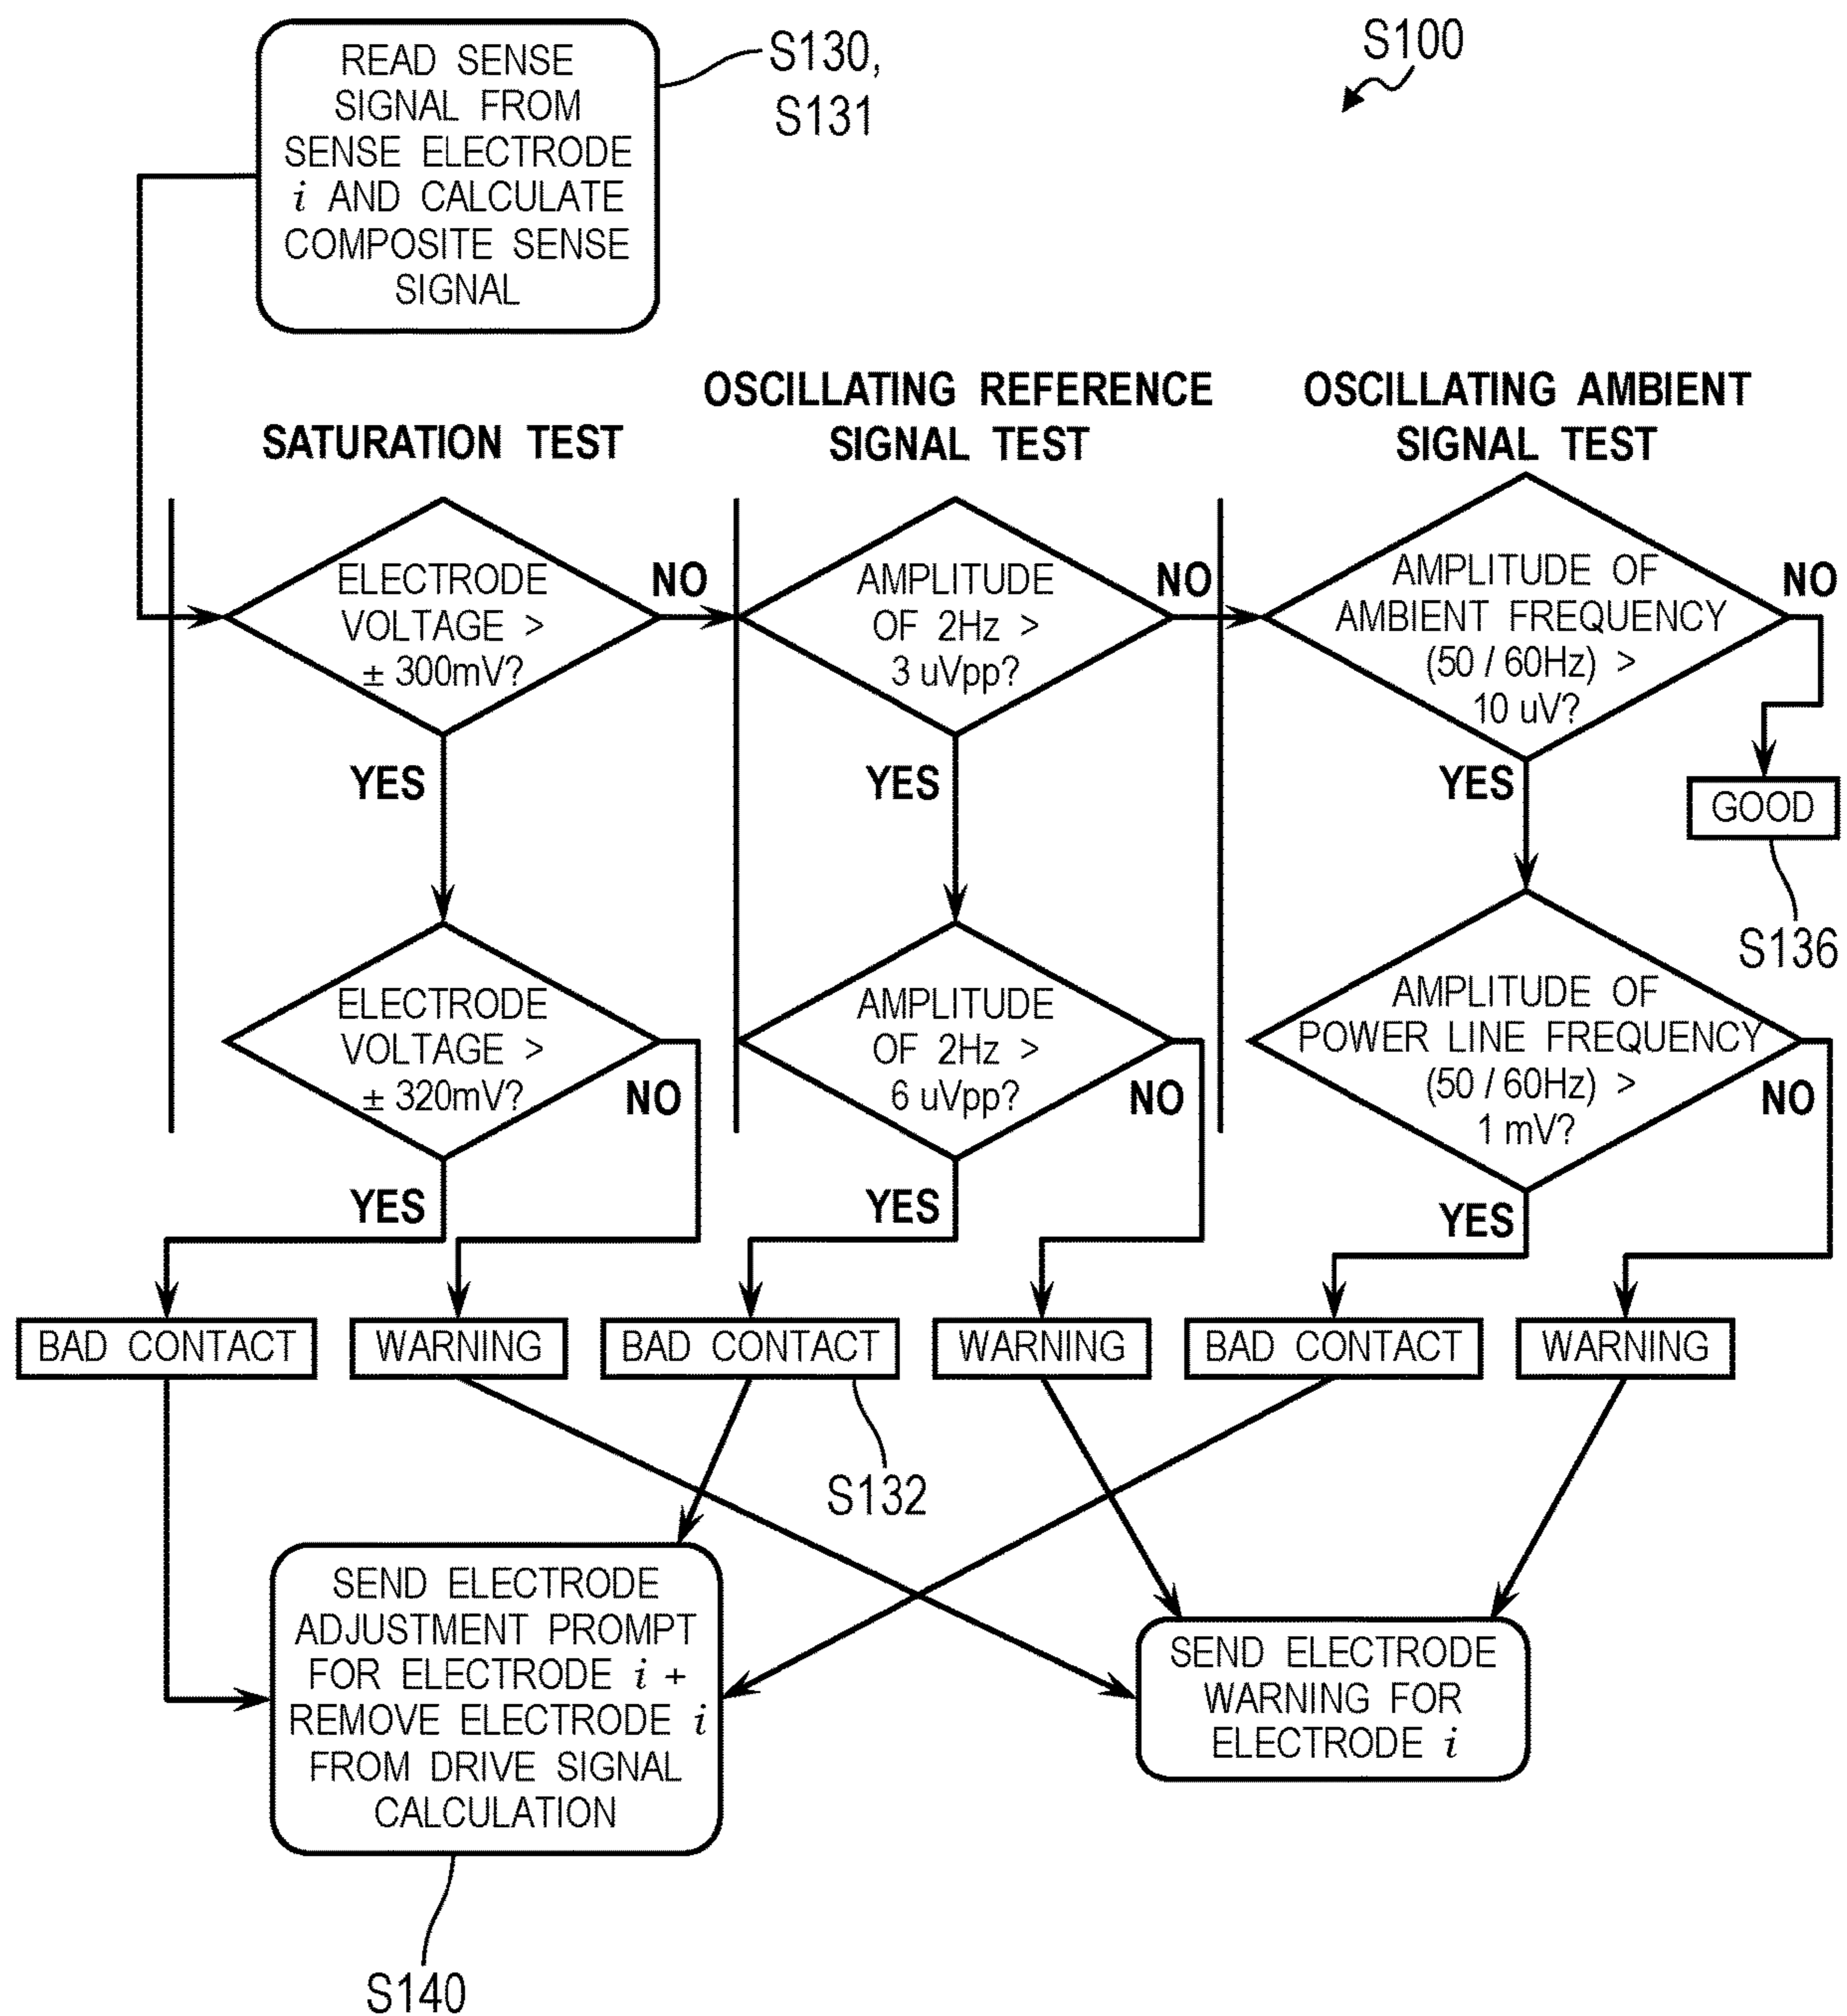 READ SENSE
SIGNAL FROM
SENSE ELECTRODE
i AND CALCULATE
COMPOSITE SENSE
SIGNAL
S130,
S131
S100
SATURATION TEST
OSCILLATING REFERENCE
SIGNAL TEST
OSCILLATING AMBIENT
SIGNAL TEST
ELECTRODE
VOLTAGE >
± 300mV?
NO
YES
AMPLITUDE
OF 2Hz >
3 uVpp?
NO
YES
AMPLITUDE OF
AMBIENT FREQUENCY
(50 / 60Hz) >
10 uV?
NO
YES
GOOD
S136
ELECTRODE
VOLTAGE >
± 320mV?
NO
YES
AMPLITUDE
OF 2Hz >
6 uVpp?
NO
YES
AMPLITUDE OF
POWER LINE FREQUENCY
(50 / 60Hz) >
1 mV?
NO
YES
BAD CONTACT
WARNING
BAD CONTACT
WARNING
BAD CONTACT
WARNING
S132
SEND ELECTRODE
ADJUSTMENT PROMPT
FOR ELECTRODE i +
REMOVE ELECTRODE i
FROM DRIVE SIGNAL
CALCULATION
S140
SEND ELECTRODE
WARNING FOR
ELECTRODE i